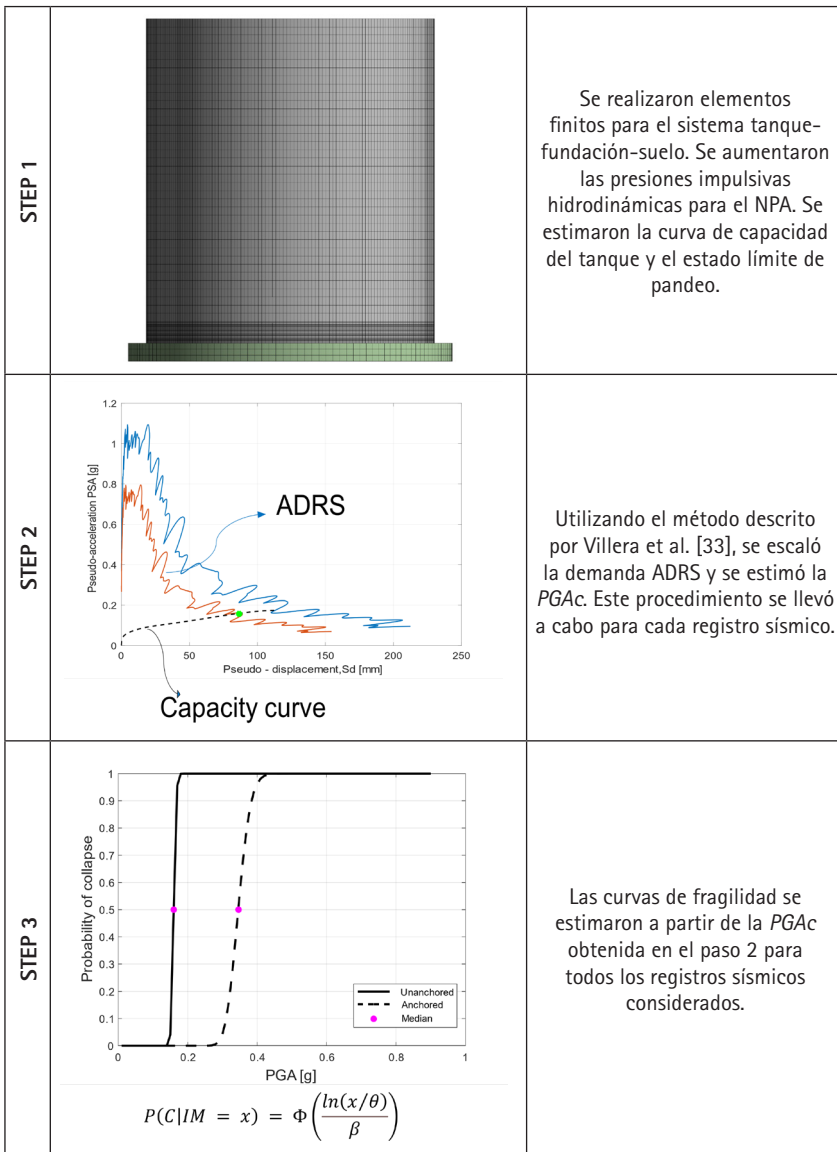 STEP 1
Se realizaron elementos
finitos para el sistema tanque-
fundación-suelo. Se aumentaron
las presiones impulsivas
hidrodinámicas para el NPA. Se
estimaron la curva de capacidad
del tanque y el estado límite de
pandeo.
STEP 2
Pseudo-acceleration PSA [g]
1.2
1
0.8
0.6
0.4
0.2
0
ADRS
0 50 100 150 200 250
Pseudo - displacement,Sd [mm]
Capacity curve
Utilizando el método descrito
por Villera et al. [33], se escaló
la demanda ADRS y se estimó la
PGAc. Este procedimiento se llevó
a cabo para cada registro sísmico.
STEP 3
Probability of collapse
1
0.9
0.8
0.7
0.6
0.5
0.4
0.3
0.2
0.1
0
Unanchored
Anchored
Median
0 0.2 0.4 0.6 0.8 1
PGA [g]
P(C|IM = x) = Φ(ln(x/θ)/β)
Las curvas de fragilidad se
estimaron a partir de la PGAc
obtenida en el paso 2 para
todos los registros sísmicos
considerados.